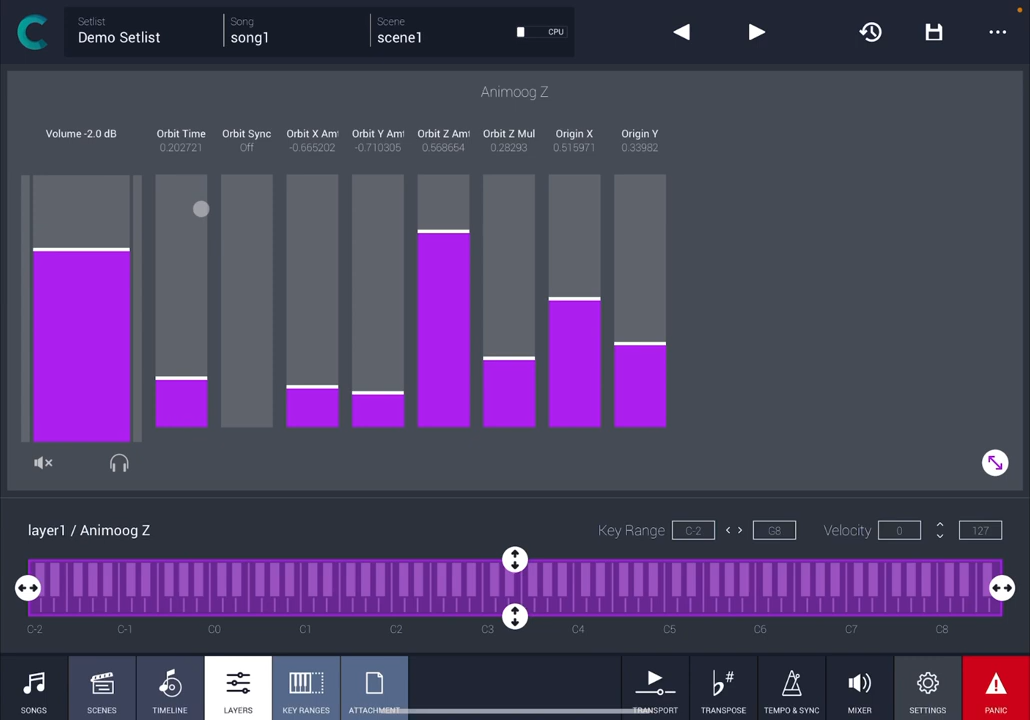 Setlist
Demo Setlist
Song
song1
Scene
scene1
CPU
Animoog Z
Volume -2.0 dB
Orbit Time
0.202721
Orbit Sync
Off
Orbit X Amt
-0.665202
Orbit Y Amt
-0.710305
Orbit Z Amt
0.568654
Orbit Z Mul
0.28293
Origin X
0.515971
Origin Y
0.33982
layer1 / Animoog Z
Key Range
C-2
G8
Velocity
0
127
C-2
C-1
C0
C1
C2
C3
C4
C5
C6
C7
C8
SONGS
SCENES
TIMELINE
LAYERS
KEY RANGES
ATTACHMENT
TRANSPORT
TRANSPOSE
TEMPO & SYNC
MIXER
SETTINGS
PANIC